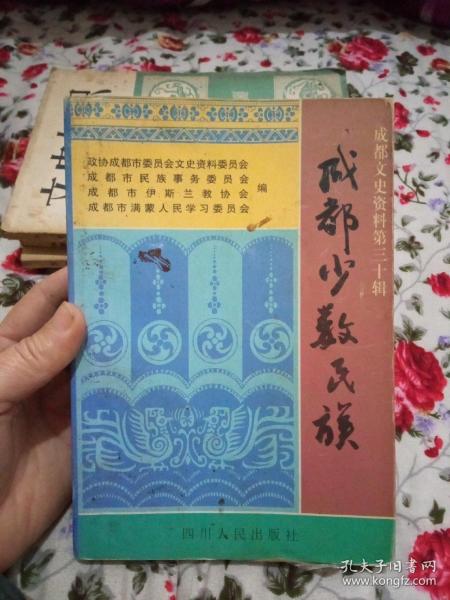 政协成都市委员会文史资料委员会
成都市民族事务委员会
成都市伊斯兰教协会
成都市满蒙人民学习委员会
编
成都文史资料第三十辑
成都少数民族
四川人民出版社
孔夫子旧书网
www.kongfz.com